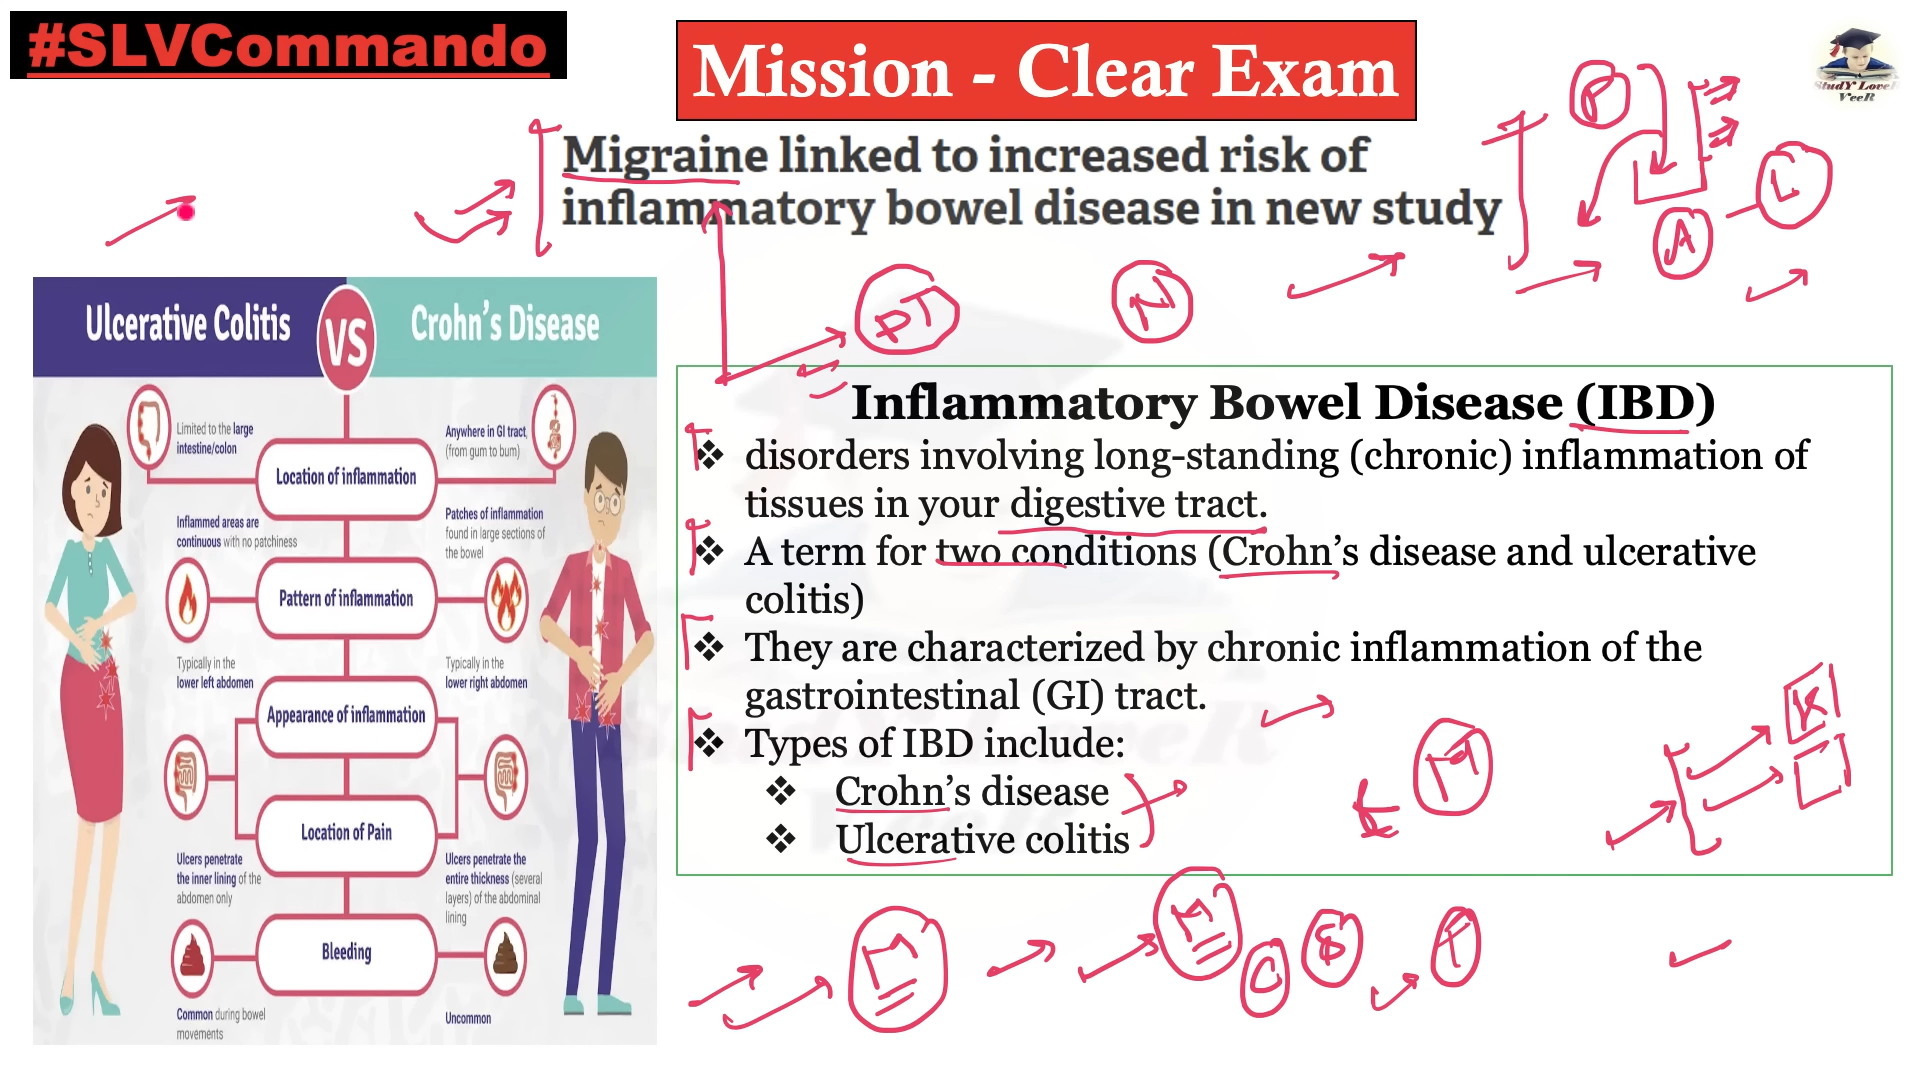 #SLVCommando
Mission - Clear Exam
StudY LoveR
VeeR
Migraine linked to increased risk of
inflammatory bowel disease in new study
P
A
L
PT
N
Ulcerative Colitis
VS
Crohn's Disease
Limited to the large
intestine/colon
Location of inflammation
Anywhere in GI tract,
(from gum to bum)
Inflammed areas are
continuous with no patchiness
Pattern of inflammation
Patches of inflammation
found in large sections of
the bowel
Typically in the
lower left abdomen
Appearance of inflammation
Typically in the
lower right abdomen
Location of Pain
Ulcers penetrate
the inner lining of the
abdomen only
Ulcers penetrate the
entire thickness (several
layers) of the abdominal
lining
Bleeding
Common during bowel
movements
Uncommon
Inflammatory Bowel Disease (IBD)
❖ disorders involving long-standing (chronic) inflammation of
tissues in your digestive tract.
❖ A term for two conditions (Crohn's disease and ulcerative
colitis)
❖ They are characterized by chronic inflammation of the
gastrointestinal (GI) tract.
❖ Types of IBD include:
❖ Crohn's disease
❖ Ulcerative colitis
K
M
M
M
C
T